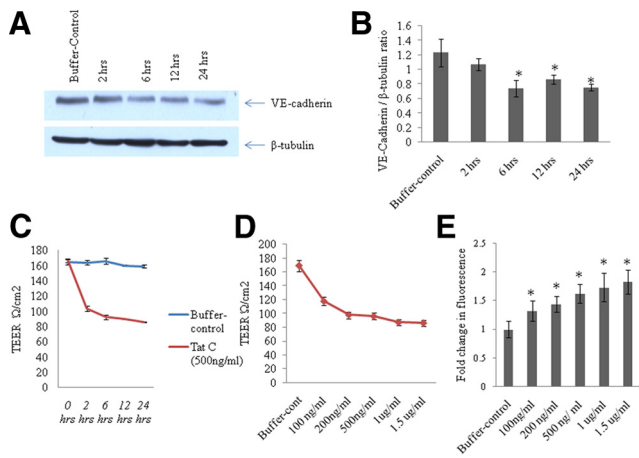 A
Buffer-Control
2 hrs
6 hrs
12 hrs
24 hrs
VE-cadherin
β-tubulin
B
VE-Cadherin / β-tubulin ratio
1.6
1.4
1.2
1
0.8
0.6
0.4
0.2
0
* * *
Buffer-control
2 hrs
6 hrs
12 hrs
24 hrs
C
TEER Ω/cm2
180
160
140
120
100
80
60
40
20
0
0 hrs
2 hrs
6 hrs
12 hrs
24 hrs
Buffer-
control
Tat C
(500ng/ml)
D
TEER Ω/cm2
200
180
160
140
120
100
80
60
40
20
0
Buffer-cont
100 ng/ml
200ng/ml
500ng/ml
1ug/ml
1.5 ug/ml
E
Fold change in fluorescence
2.5
2
1.5
1
0.5
0
* * * * *
Buffer-control
100ng/ml
200 ng/ml
500 ng/ ml
1 ug/ml
1.5 ug/ml